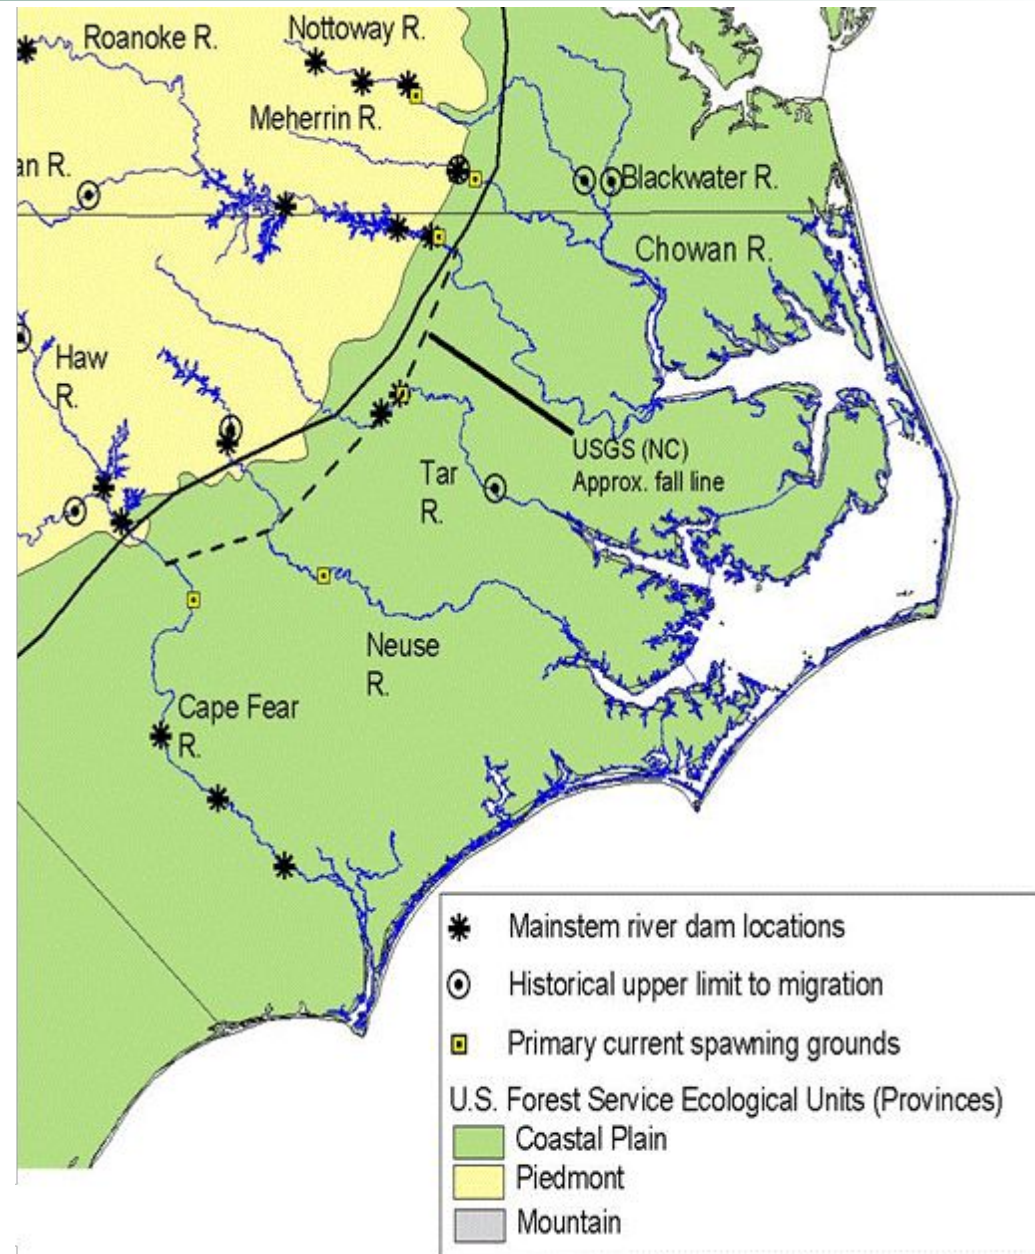 Roanoke R.
Nottoway R.
Meherrin R.
an R.
Blackwater R.
Chowan R.
Haw
R.
USGS (NC)
Approx. fall line
Tar
R.
Neuse
R.
Cape Fear
R.
Mainstem river dam locations
Historical upper limit to migration
Primary current spawning grounds
U.S. Forest Service Ecological Units (Provinces)
Coastal Plain
Piedmont
Mountain